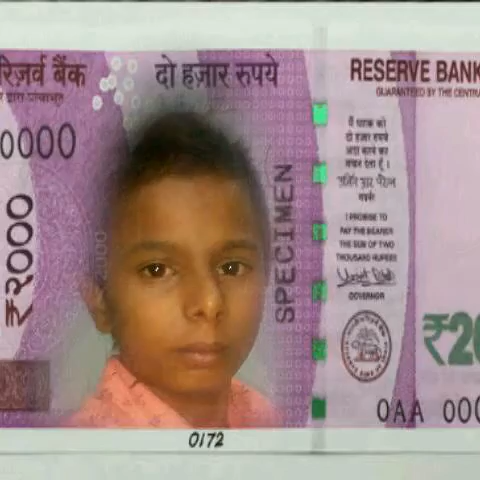 रिज़र्व बैंक
दो हज़ार रुपये
RESERVE BANK
GUARANTEED BY THE CENTRA
0000
₹2000
SPECIMEN
मैं धारक को
दो हज़ार रुपये
अदा करने का
वचन देता हूँ।
I PROMISE TO
PAY THE BEARER
THE SUM OF TWO
THOUSAND RUPEES
GOVERNOR
₹20
0AA 000
0172